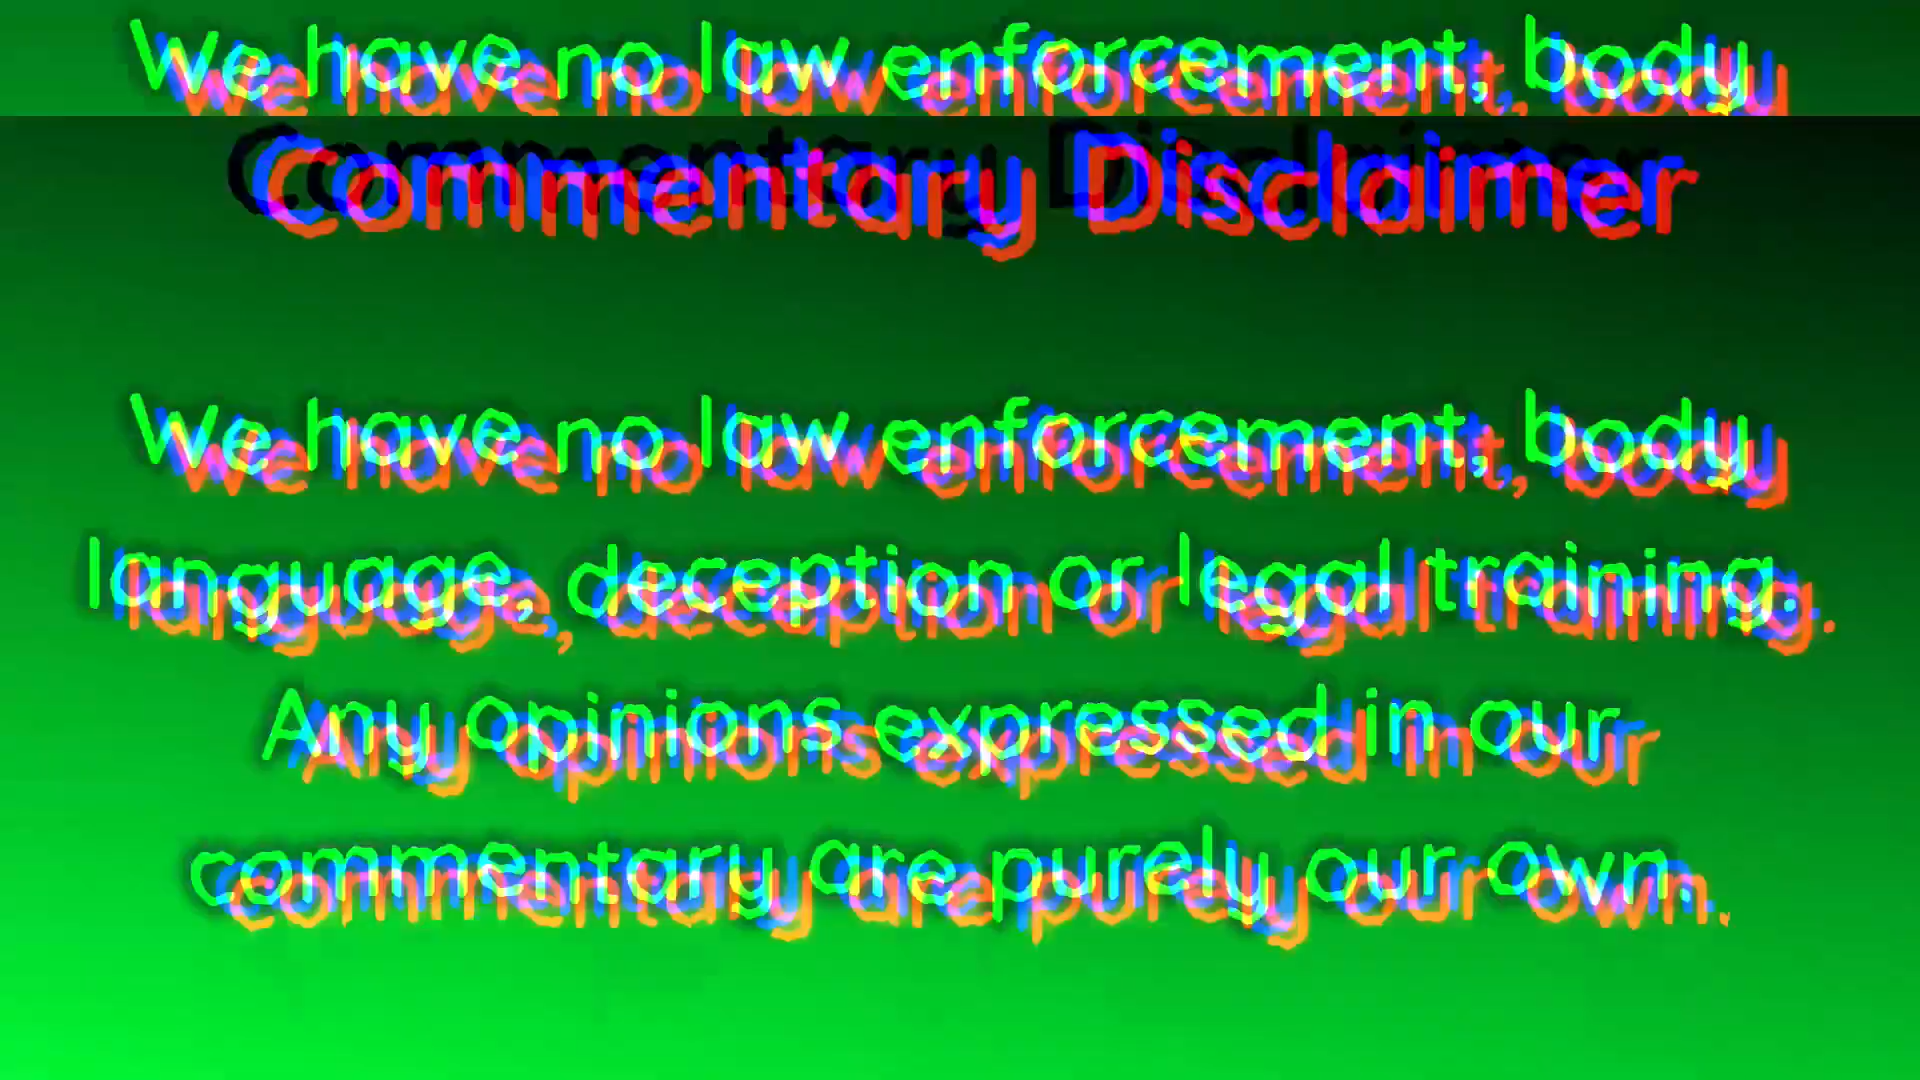 We have no law enforcement, body
Commentary Disclaimer
We have no law enforcement, body
language, deception or legal training.
Any opinions expressed in our
commentary are purely our own.